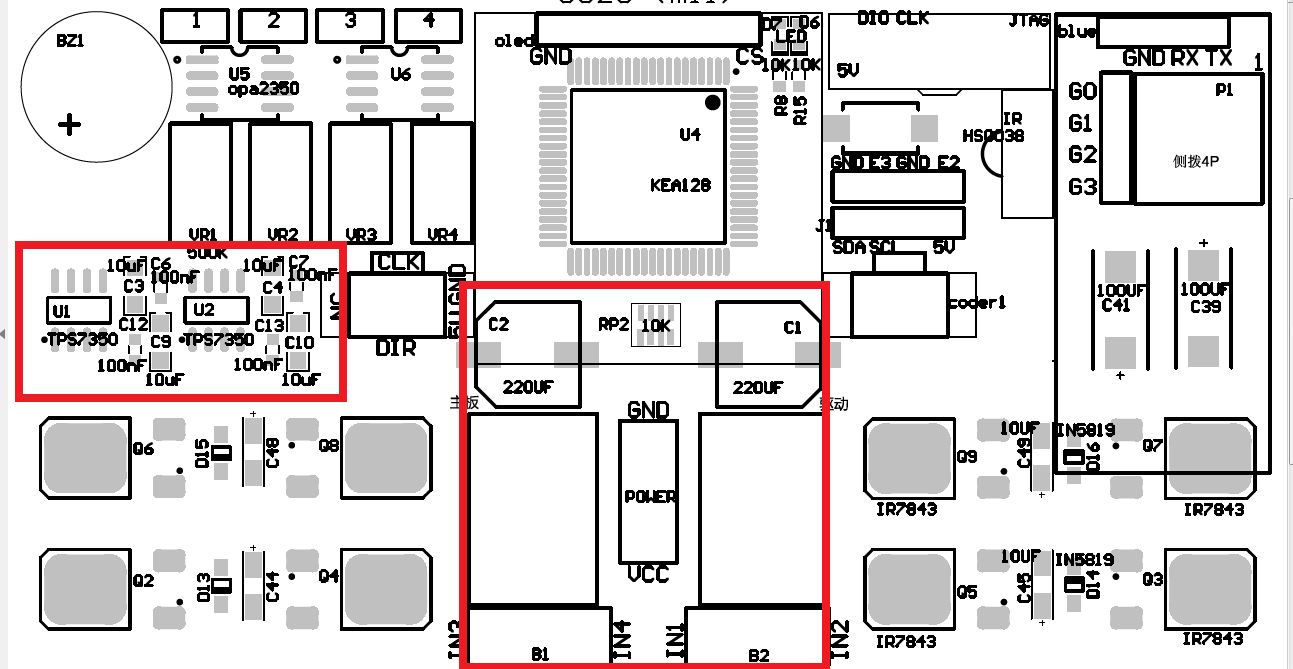 1 2 3 4
BZ1
+
U5
opa2350
U6
oled
GND
CS
D7 D6
LED
10K 10K
R8
R15
DIO CLK
JTAG
5V
blue
GND RX TX
1
P1
G0
G1
G2
G3
侧拨4P
IR
HS0038
U4
KEA128
GND E3 GND E2
J1
SDA SCL 5V
VR1
VR2
VR3
VR4
500K
10uF C6
100nF
C3
U1
C12
TPS7350
C9
100nF
10uF
10uF C7
100nF
C4
U2
C13
TPS7350
C10
100nF
10uF
CLK
5V GND
DIR
C2
220UF
RP2
10K
C1
220UF
coder1
100UF
C41
100UF
C39
主板
驱动
GND
POWER
VCC
Q6
D15
C48
Q8
Q2
D13
C44
Q4
Q9
IR7843
10UF
C49
IN5819
D16
Q7
IR7843
Q5
IR7843
10UF
C45
IN5819
D14
Q3
IR7843
IN3
B1
IN4
IN1
B2
IN2